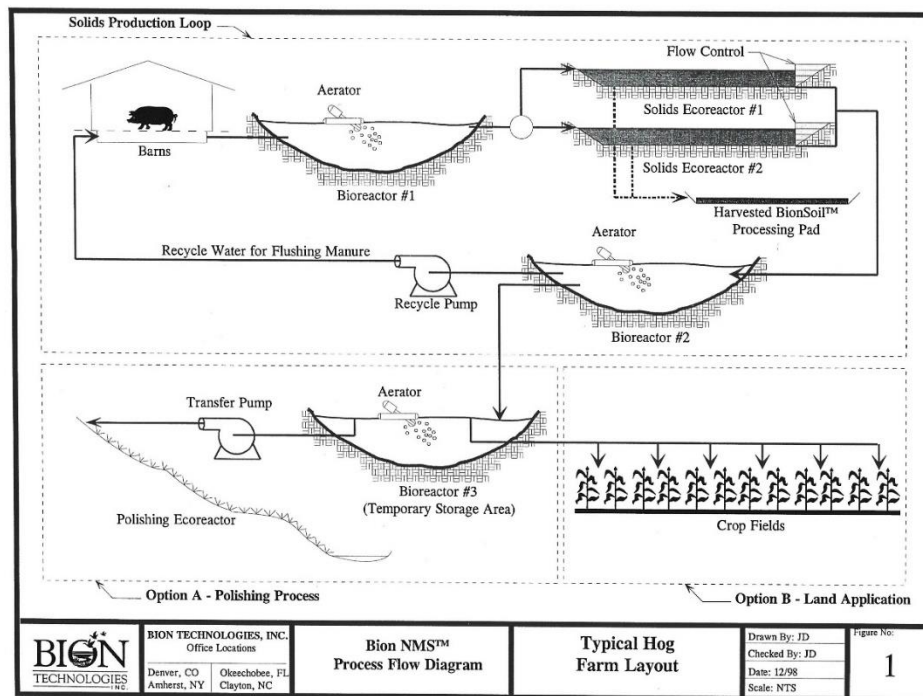 Solids Production Loop
Flow Control
Aerator
Solids Ecoreactor #1
Barns
Solids Ecoreactor #2
Bioreactor #1
Harvested BionSoil™
Processing Pad
Aerator
Recycle Water for Flushing Manure
Recycle Pump
Bioreactor #2
Transfer Pump
Aerator
Bioreactor #3
(Temporary Storage Area)
Polishing Ecoreactor
Crop Fields
Option A - Polishing Process
Option B - Land Application
BION
TECHNOLOGIES
INC.
BION TECHNOLOGIES, INC.
Office Locations
Denver, CO
Amherst, NY
Okeechobee, FL
Clayton, NC
Bion NMS™
Process Flow Diagram
Typical Hog
Farm Layout
Drawn By: JD
Checked By: JD
Date: 12/98
Scale: NTS
Figure No:
1